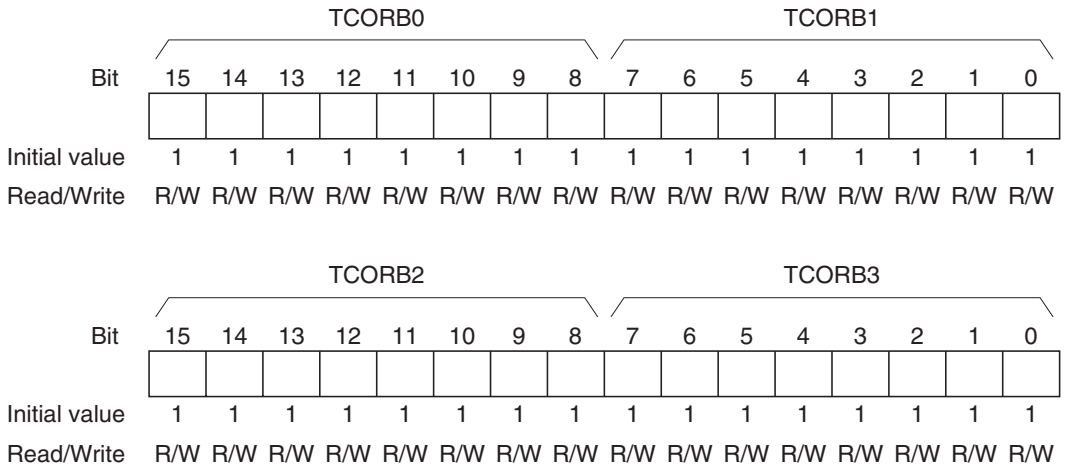 TCORB0 TCORB1
Bit 15 14 13 12 11 10 9 8 7 6 5 4 3 2 1 0
Initial value 1 1 1 1 1 1 1 1 1 1 1 1 1 1 1 1
Read/Write R/W R/W R/W R/W R/W R/W R/W R/W R/W R/W R/W R/W R/W R/W R/W R/W
TCORB2 TCORB3
Bit 15 14 13 12 11 10 9 8 7 6 5 4 3 2 1 0
Initial value 1 1 1 1 1 1 1 1 1 1 1 1 1 1 1 1
Read/Write R/W R/W R/W R/W R/W R/W R/W R/W R/W R/W R/W R/W R/W R/W R/W R/W